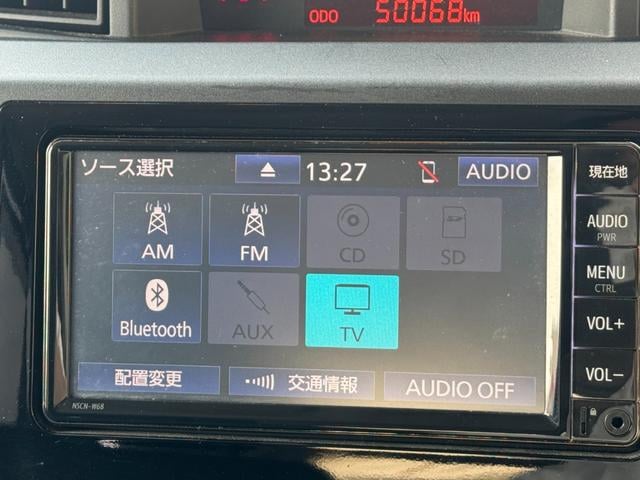 ODO 50068km
ソース選択 13:27 AUDIO 現在地
AUDIO
PWR
AM FM CD SD
MENU
CTRL
VOL+
Bluetooth AUX TV
VOL-
配置変更 交通情報 AUDIO OFF
NSCN-W68